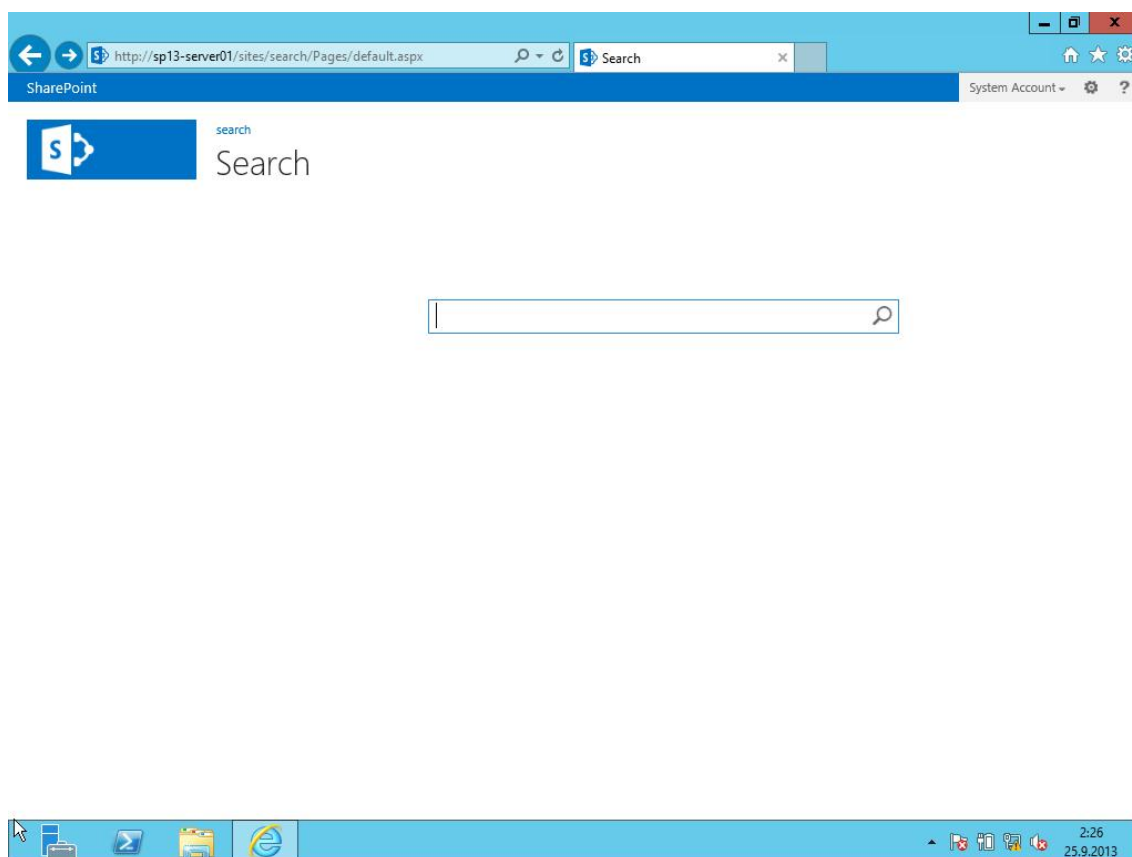 http://sp13-server01/sites/search/Pages/default.aspx
Search
SharePoint
System Account
?
S
search
Search
2:26
25.9.2013